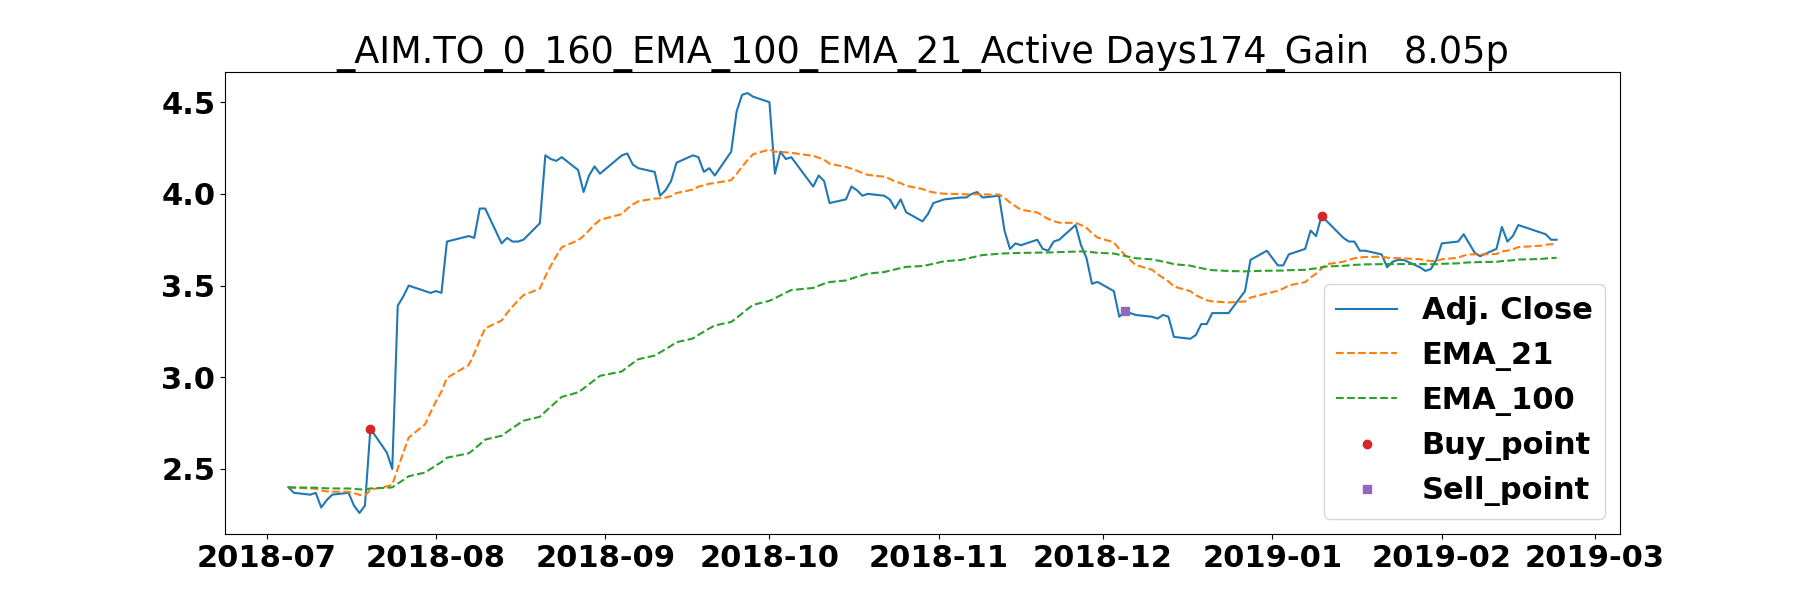 _AIM.TO_0_160_EMA_100_EMA_21_Active Days174_Gain   8.05p
4.5
4.0
3.5
3.0
2.5
Adj. Close
EMA_21
EMA_100
Buy_point
Sell_point
2018-07 2018-08 2018-09 2018-10 2018-11 2018-12 2019-01 2019-02 2019-03